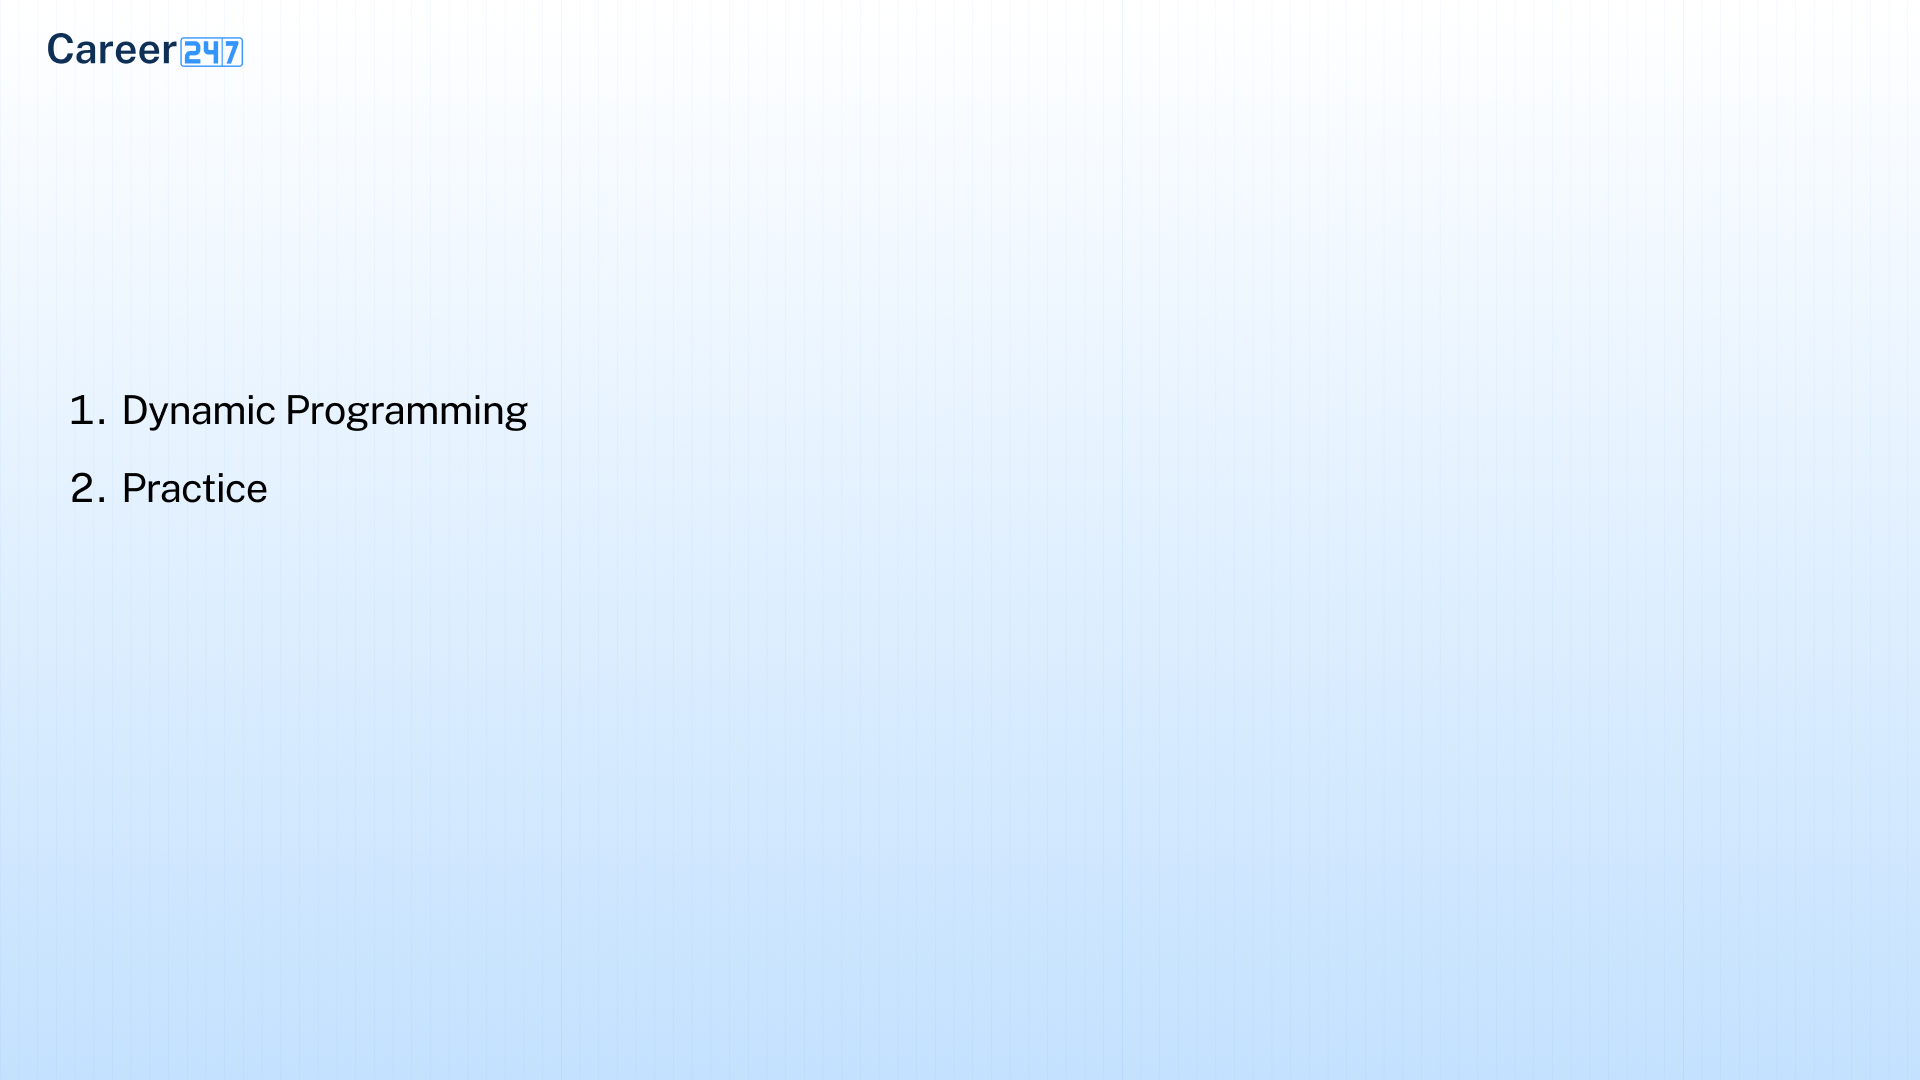 Career247
1. Dynamic Programming
2. Practice